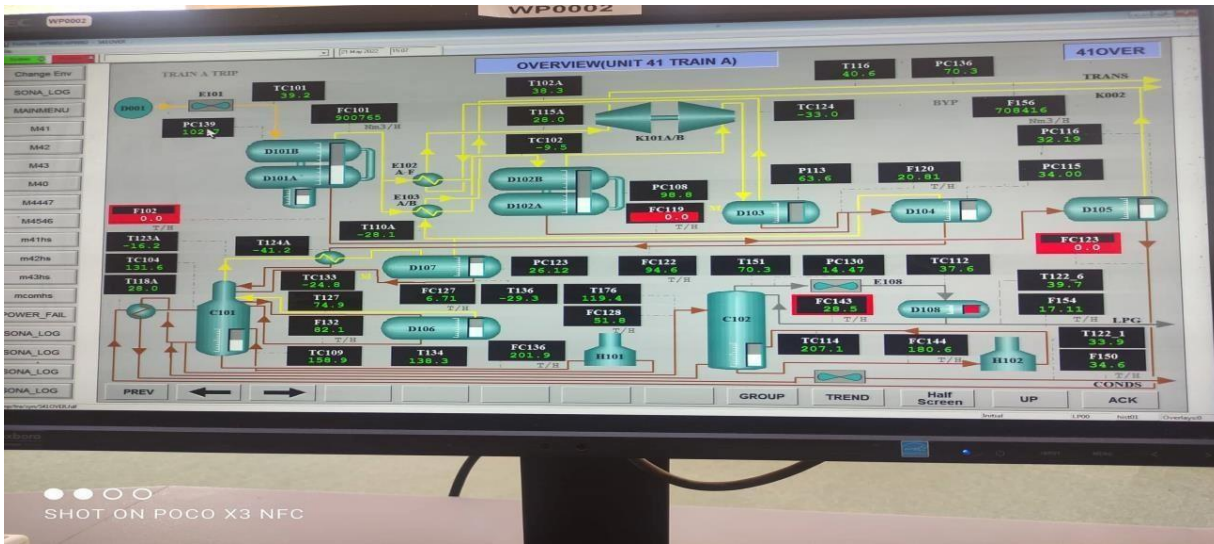 WP0002
WP0002
21 Mar 2022
Change Env
SONA_LOG
MAINMENU
M41
M42
M43
M40
M4447
M4546
m41hs
m42hs
m43hs
mcomhs
POWER_FAIL
SONA_LOG
SONA_LOG
SONA_LOG
SONA_LOG
OVERVIEW(UNIT 41 TRAIN A)
41OVER
TRAIN A TRIP
D001
E101
TC101
39.2
PC139
FC101
900765
Nm3/H
T102A
38.3
T115A
28.0
TC102
-9.5
K101A/B
T116
40.6
PC136
70.3
TRANS
K002
BYP
F156
708416
Nm3/H
TC124
-33.0
PC116
32.19
PC115
34.00
D101B
D101A
E102
A-F
E103
A/B
D102B
D102A
PC108
98.8
FC119
0.0
T/H
M
P113
63.6
F120
20.81
T/H
D103
D104
D105
F102
0.0
T/H
T110A
-28.1
FC123
0.0
T/H
T123A
-16.2
TC104
131.6
T118A
28.0
T124A
-41.2
TC133
-24.8
M
T127
74.9
F132
82.1
T/H
C101
D107
D106
PC123
26.12
FC127
6.71
T/H
T136
-29.3
FC122
94.6
T/H
T176
119.4
FC128
51.8
T/H
T151
70.3
PC130
14.47
E108
TC112
37.6
T122_6
39.7
F154
17.11
T/H
LPG
FC143
28.5
T/H
D108
C102
TC109
158.9
T134
138.3
FC136
201.9
T/H
H101
TC114
207.1
FC144
180.6
T/H
H102
T122_1
33.9
F150
34.6
T/H
CONDS
PREV
GROUP
TREND
Half
Screen
UP
ACK
Initial
LP00
hist01
SHOT ON POCO X3 NFC